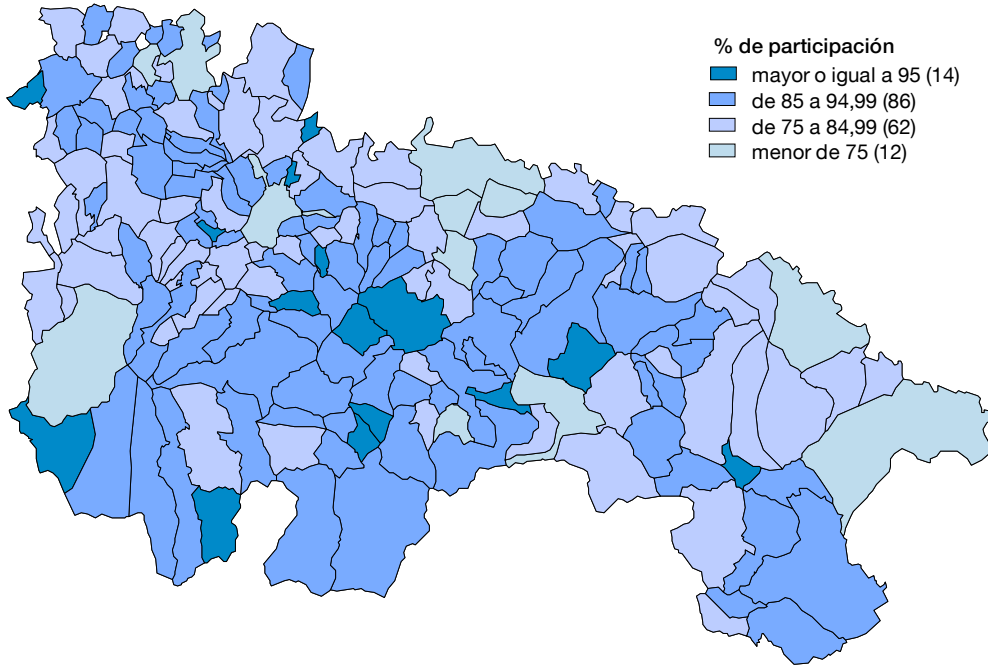 % de participación
mayor o igual a 95 (14)
de 85 a 94,99 (86)
de 75 a 84,99 (62)
menor de 75 (12)